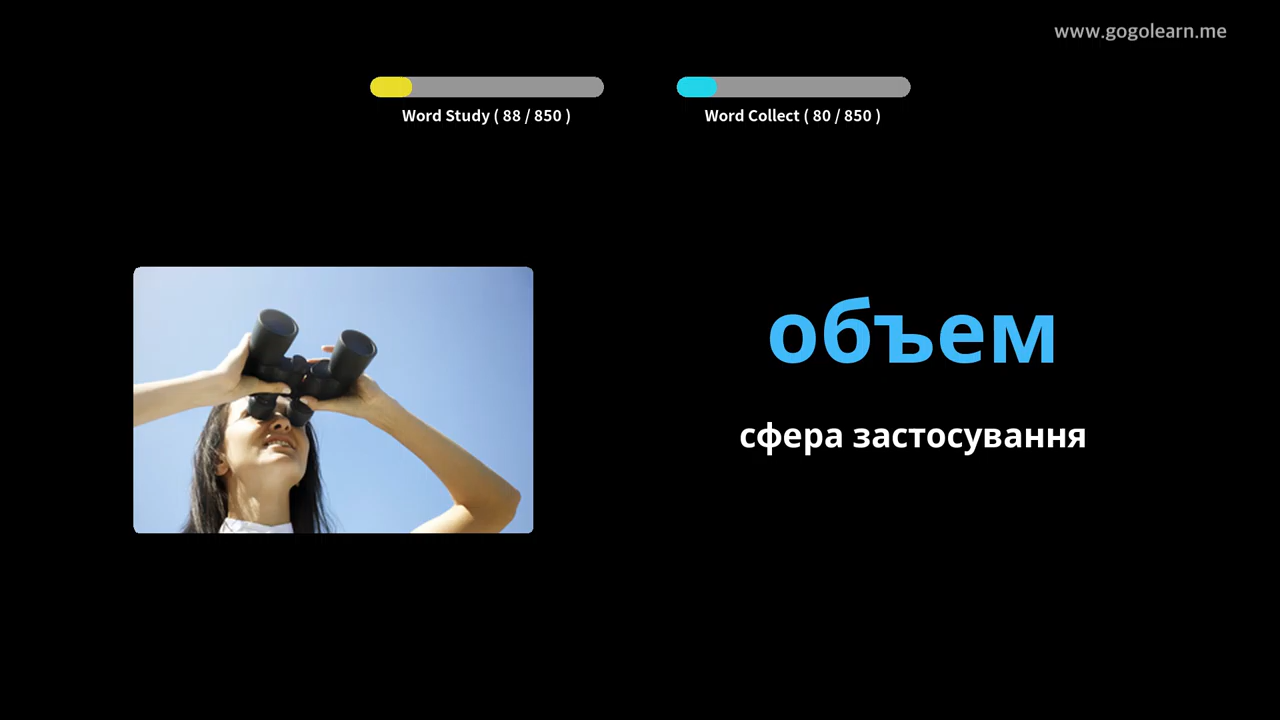 www.gogolearn.me
Word Study ( 88 / 850 )
Word Collect ( 80 / 850 )
объем
сфера застосування